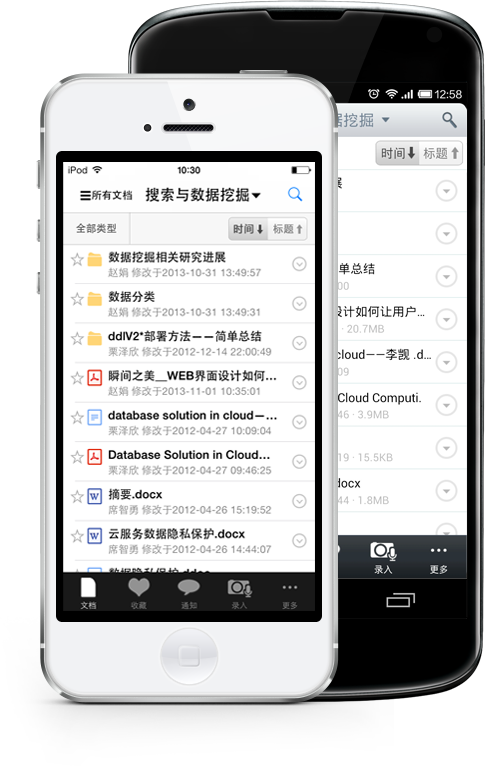 iPod 10:30
所有文档 搜索与数据挖掘
全部类型 时间 标题
数据挖掘相关研究进展
赵娟 修改于2013-10-31 13:49:57
数据分类
赵娟 修改于2013-10-31 13:49:31
ddlV2*部署方法——简单总结
栗泽欣 修改于2012-12-14 22:00:49
瞬间之美__WEB界面设计如何...
赵娟 修改于2013-11-01 10:35:01
database solution in cloud—...
栗泽欣 修改于2012-04-27 10:09:04
Database Solution in Cloud...
栗泽欣 修改于2012-04-27 09:46:25
摘要.docx
席智勇 修改于2012-04-26 15:19:52
云服务数据隐私保护.docx
席智勇 修改于2012-04-26 14:44:07
文档 收藏 通知 录入 更多
12:58
挖掘
时间 标题
单总结
00
设计如何让用户...
· 20.7MB
cloud——李凯 .d...
09
Cloud Computi.
46 · 3.9MB
19 · 15.5KB
docx
44 · 1.8MB
录入 更多